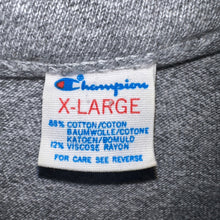 Champion
X-LARGE
88% COTTON/COTON
BAUMWOLLE/COTONE
KATOEN/BOMULD
12% VISCOSE RAYON
FOR CARE SEE REVERSE